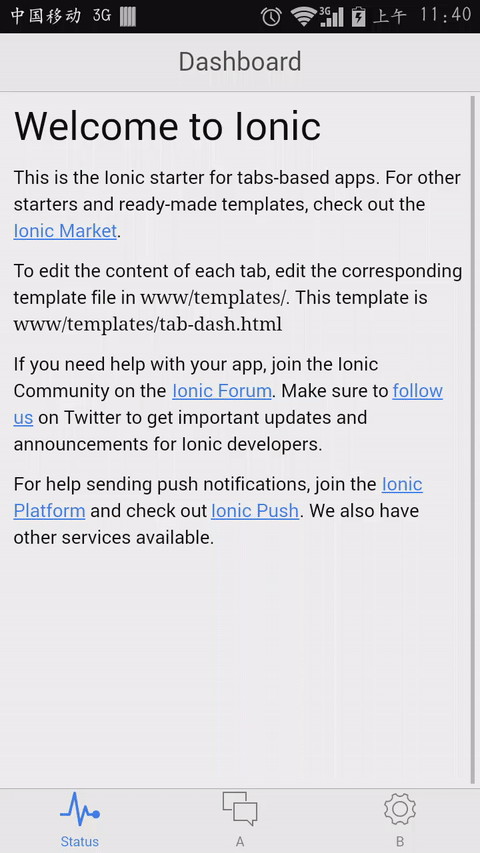 中国移动 3G 3G 上午 11:40
Dashboard
Welcome to Ionic
This is the Ionic starter for tabs-based apps. For other
starters and ready-made templates, check out the
Ionic Market.
To edit the content of each tab, edit the corresponding
template file in www/templates/. This template is
www/templates/tab-dash.html
If you need help with your app, join the Ionic
Community on the Ionic Forum. Make sure to follow
us on Twitter to get important updates and
announcements for Ionic developers.
For help sending push notifications, join the Ionic
Platform and check out Ionic Push. We also have
other services available.
Status A B